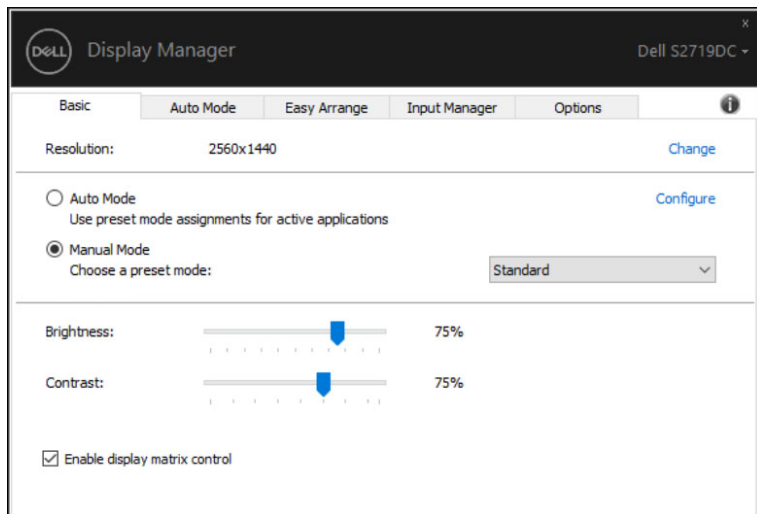 DELL
Display Manager
x
Dell S2719DC
Basic
Auto Mode
Easy Arrange
Input Manager
Options
i
Resolution: 2560x1440 Change
Auto Mode Configure
Use preset mode assignments for active applications
Manual Mode
Choose a preset mode: Standard
Brightness: 75%
Contrast: 75%
Enable display matrix control